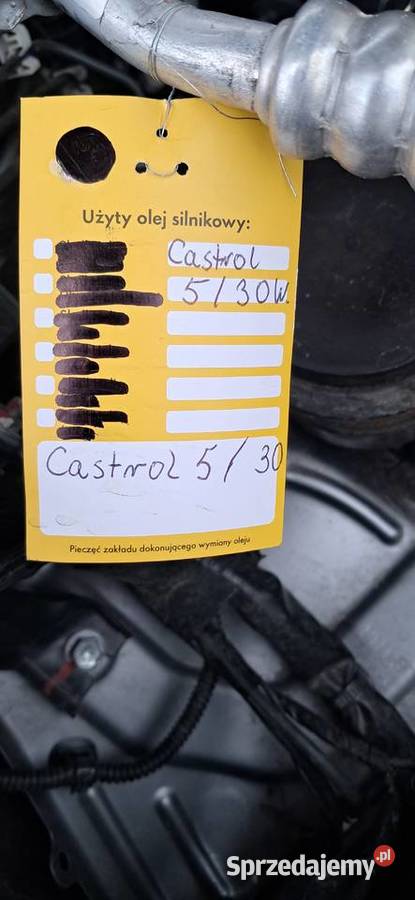 Użyty olej silnikowy:
Castrol
5/30W.
Castrol 5/30
Pieczęć zakładu dokonującego wymiany oleju
Sprzedajemy.pl